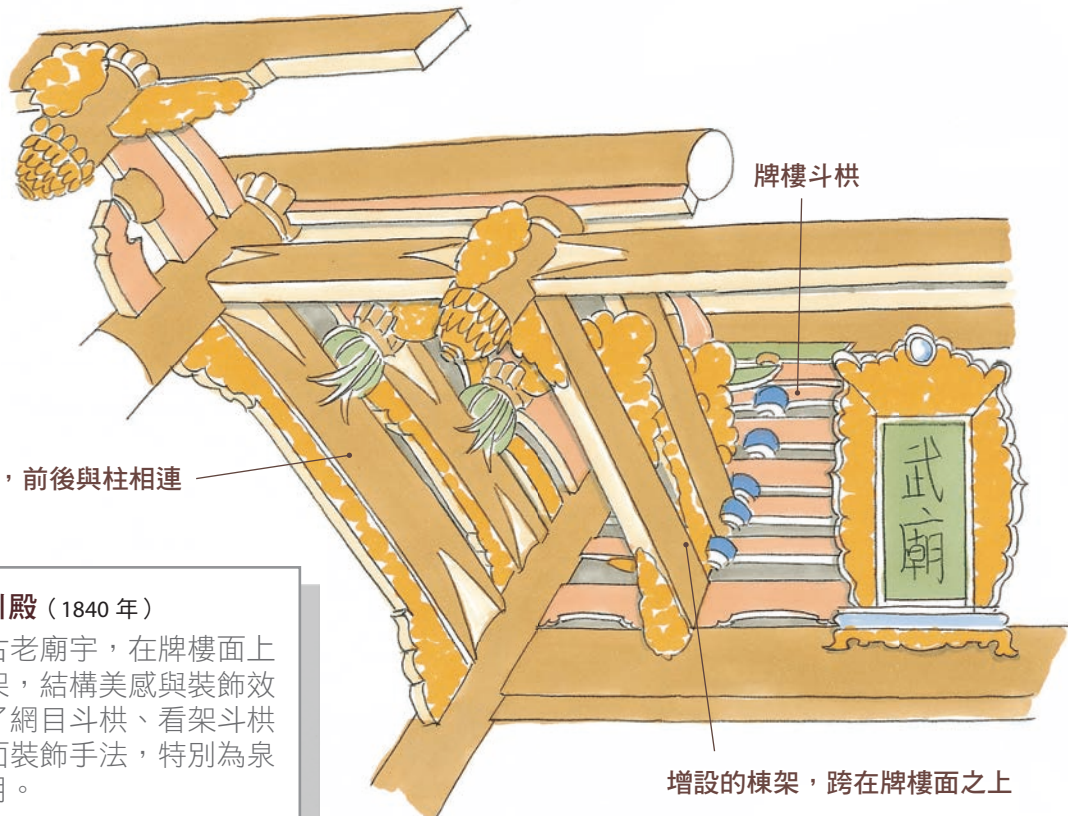 牌樓斗栱
，前後與柱相連
武廟
增設的棟架，跨在牌樓面之上
殿（1840 年）
古老廟宇，在牌樓面上
架，結構美感與裝飾效
了網目斗栱、看架斗栱
面裝飾手法，特別為泉
用。